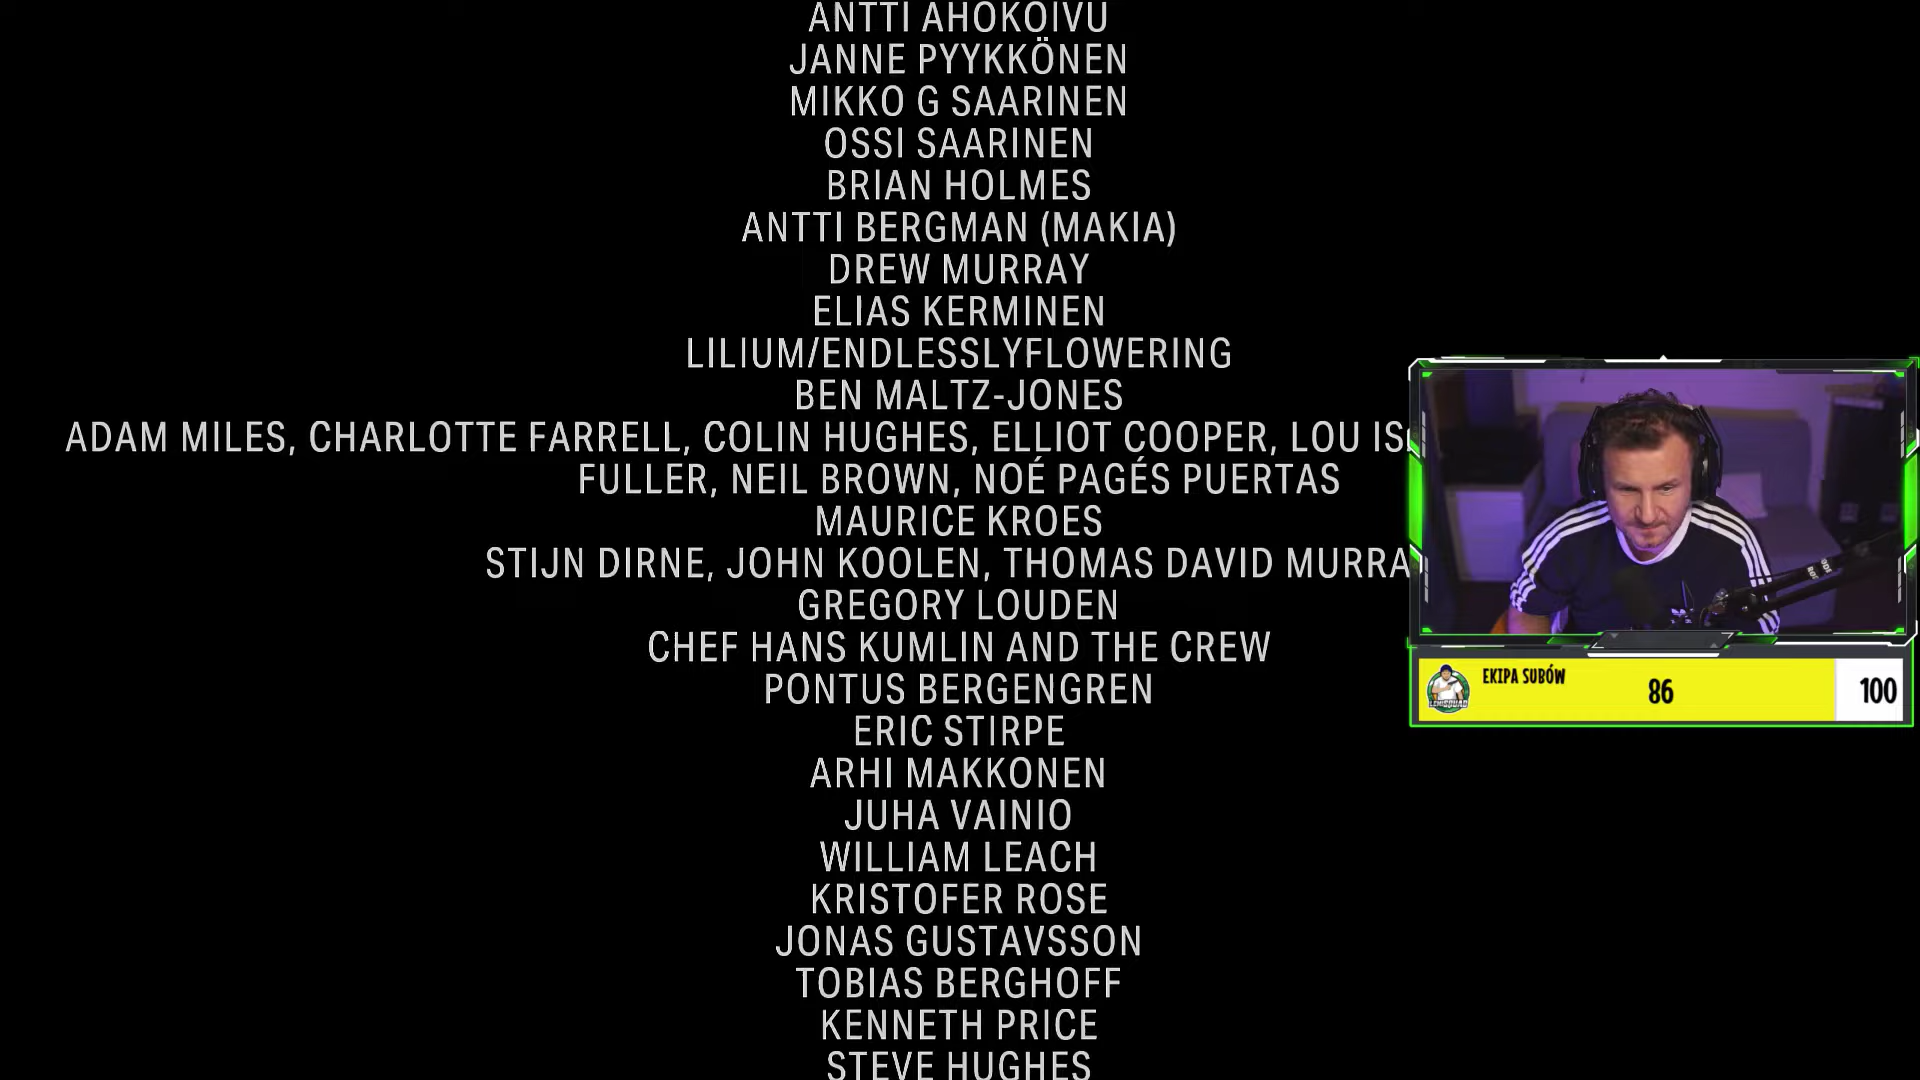 ANTTI AHOKOIVU
JANNE PYYKKÖNEN
MIKKO G SAARINEN
OSSI SAARINEN
BRIAN HOLMES
ANTTI BERGMAN (MAKIA)
DREW MURRAY
ELIAS KERMINEN
LILIUM/ENDLESSLYFLOWERING
BEN MALTZ-JONES
ADAM MILES, CHARLOTTE FARRELL, COLIN HUGHES, ELLIOT COOPER, LOU
FULLER, NEIL BROWN, NOÉ PAGÉS PUERTAS
MAURICE KROES
STIJN DIRNE, JOHN KOOLEN, THOMAS DAVID MURRA
GREGORY LOUDEN
CHEF HANS KUMLIN AND THE CREW
PONTUS BERGENGREN
ERIC STIRPE
ARHI MAKKONEN
JUHA VAINIO
WILLIAM LEACH
KRISTOFER ROSE
JONAS GUSTAVSSON
TOBIAS BERGHOFF
KENNETH PRICE
STEVE HUGHES
EKIPA SUBÓW
86
100